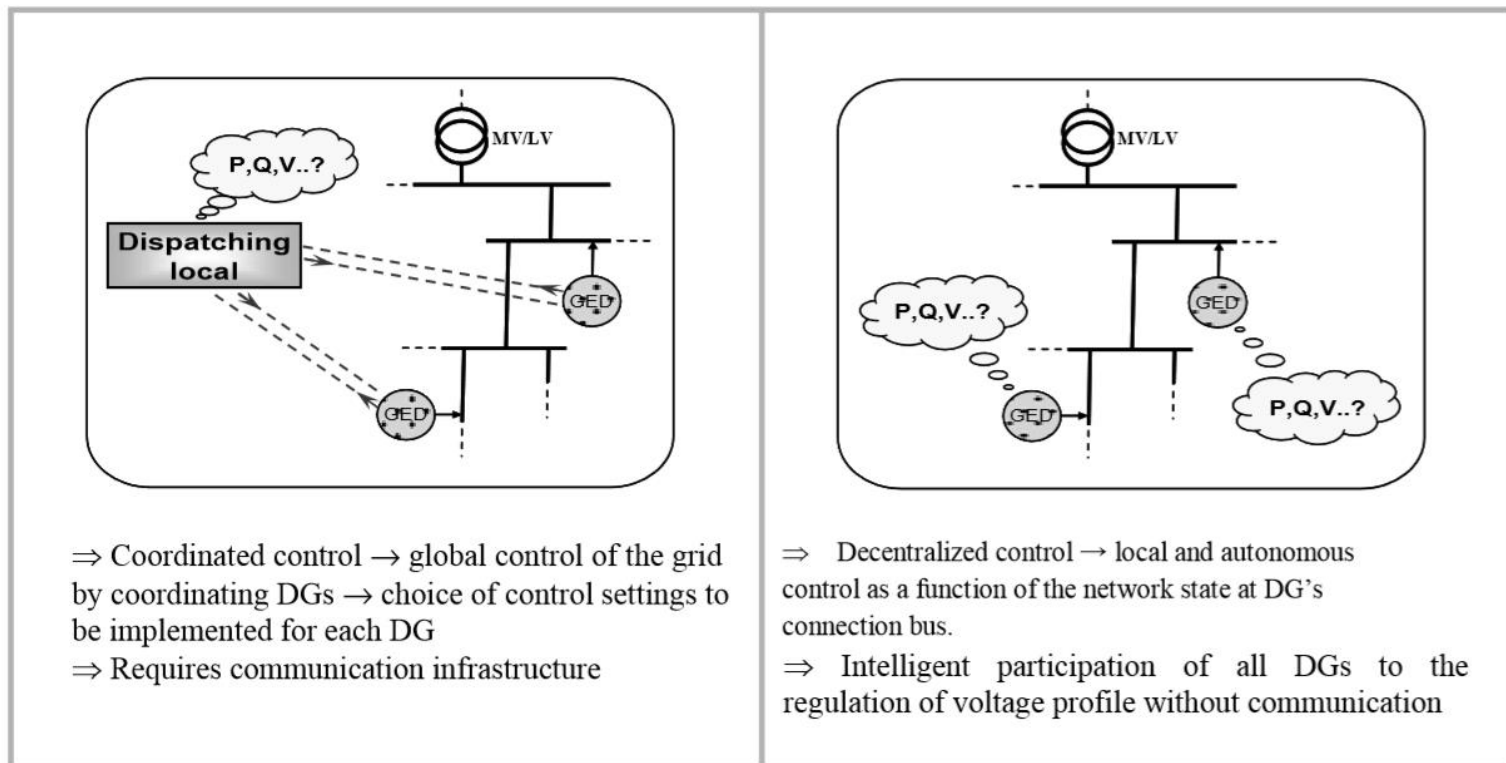 MV/LV
P,Q,V..?
Dispatching
local
GED
GED
⇒ Coordinated control → global control of the grid
by coordinating DGs → choice of control settings to
be implemented for each DG
⇒ Requires communication infrastructure
MV/LV
P,Q,V..?
GED
GED
P,Q,V..?
⇒ Decentralized control → local and autonomous
control as a function of the network state at DG's
connection bus.
⇒ Intelligent participation of all DGs to the
regulation of voltage profile without communication